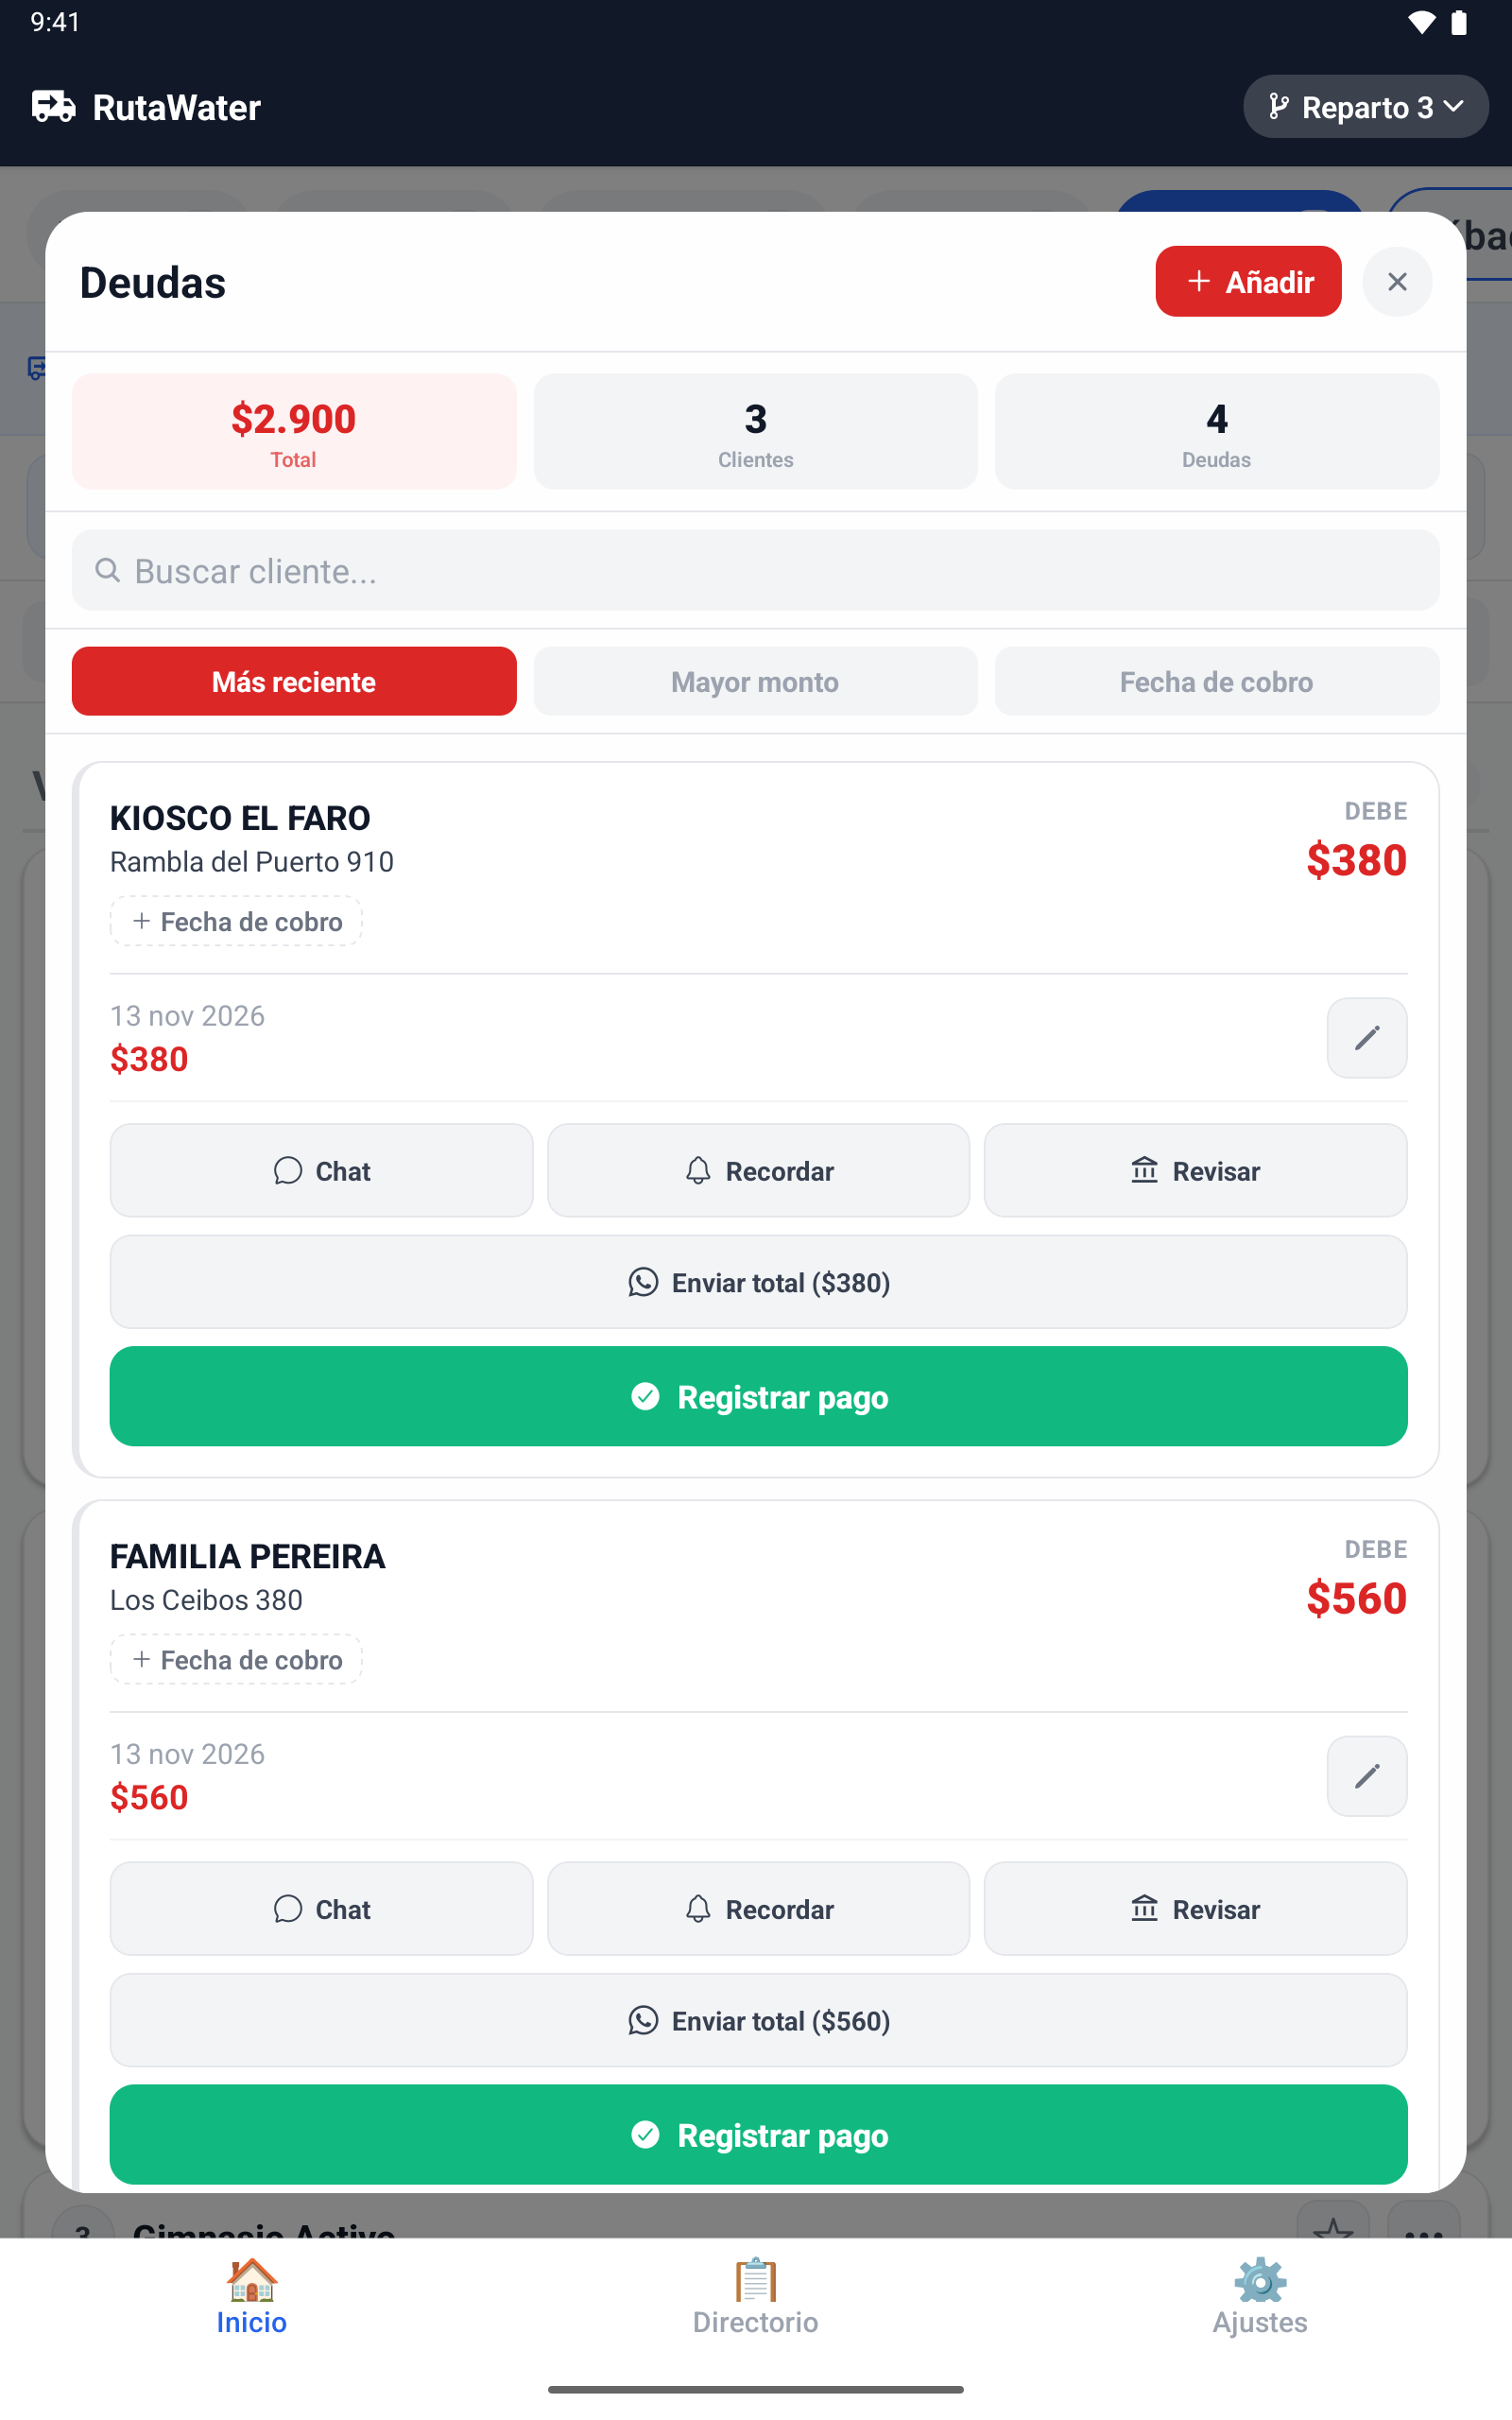 9:41
RutaWater
Reparto 3
Deudas
+ Añadir
$2.900
Total
3
Clientes
4
Deudas
Buscar cliente...
Más reciente
Mayor monto
Fecha de cobro
KIOSCO EL FARO
Rambla del Puerto 910
+ Fecha de cobro
DEBE
$380
13 nov 2026
$380
Chat
Recordar
Revisar
Enviar total ($380)
Registrar pago
FAMILIA PEREIRA
Los Ceibos 380
+ Fecha de cobro
DEBE
$560
13 nov 2026
$560
Chat
Recordar
Revisar
Enviar total ($560)
Registrar pago
3
Gimnasio Activo
Inicio
Directorio
Ajustes